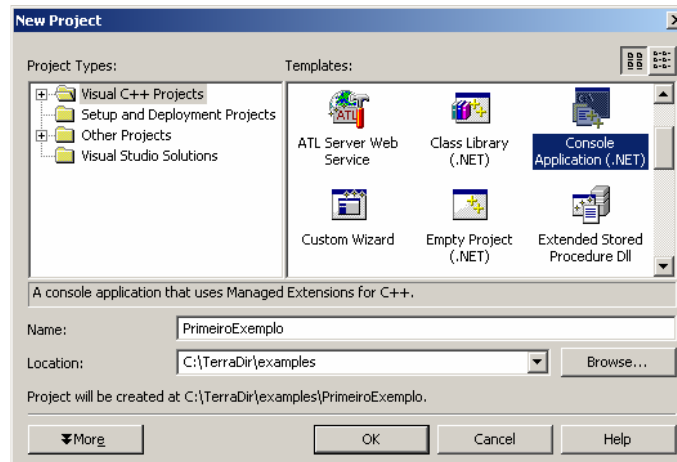 New Project
Project Types:
Templates:
Visual C++ Projects
Setup and Deployment Projects
Other Projects
Visual Studio Solutions
ATL
ATL Server Web
Service
Class Library
(.NET)
Console
Application (.NET)
Custom Wizard
Empty Project
(.NET)
Extended Stored
Procedure Dll
A console application that uses Managed Extensions for C++.
Name:
PrimeiroExemplo
Location:
C:\TerraDir\examples
Browse...
Project will be created at C:\TerraDir\examples\PrimeiroExemplo.
More
OK
Cancel
Help